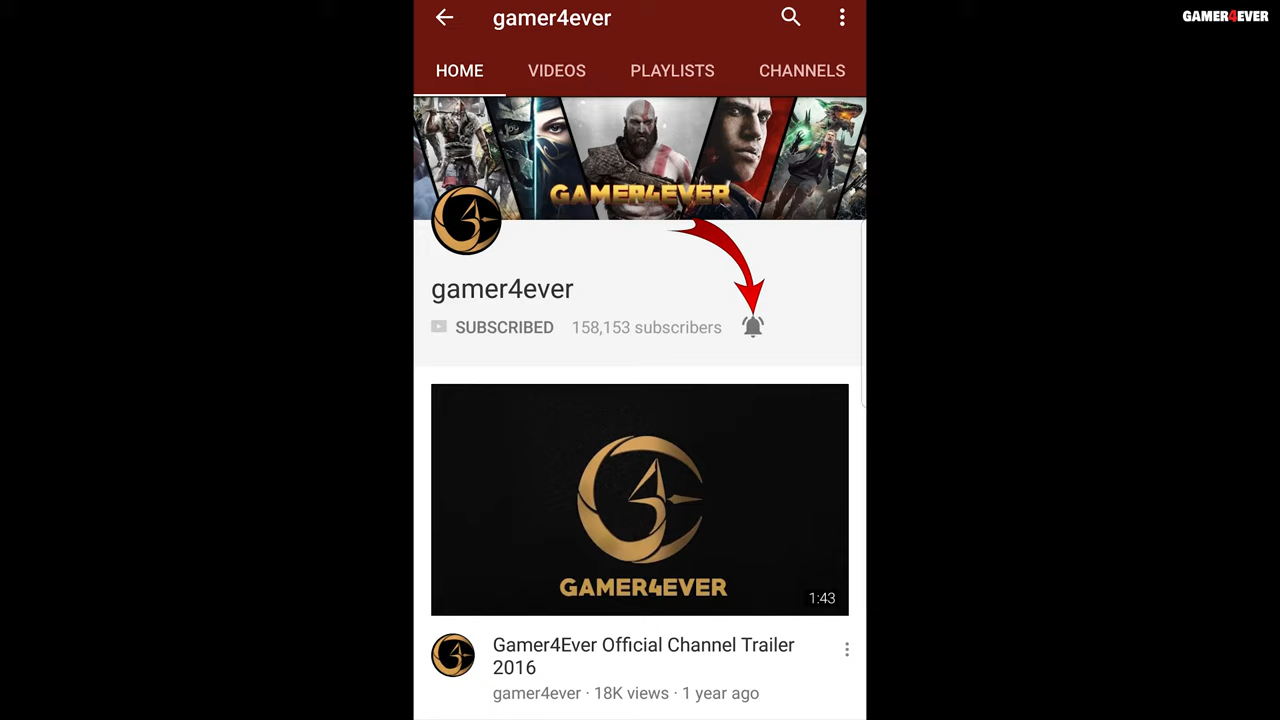 gamer4ever
GAMER4EVER
HOME VIDEOS PLAYLISTS CHANNELS
JOY
GAMER4EVER
gamer4ever
SUBSCRIBED 158,153 subscribers
GAMER4EVER
1:43
Gamer4Ever Official Channel Trailer
2016
gamer4ever · 18K views · 1 year ago